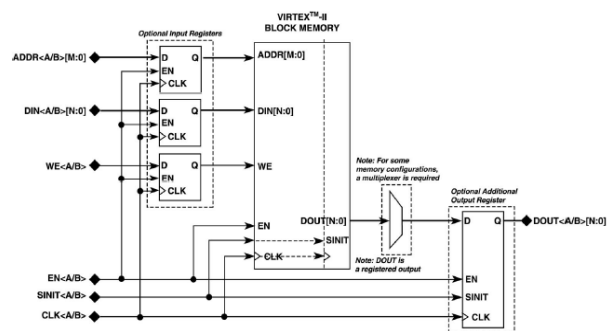 VIRTEX™-II
BLOCK MEMORY
Optional Input Registers
ADDR<A/B>[M:0]
D Q
EN
CLK
ADDR[M:0]
DIN<A/B>[N:0]
D Q
EN
CLK
DIN[N:0]
WE<A/B>
D Q
EN
CLK
WE
Note: For some
memory configurations,
a multiplexer is required
Optional Additional
Output Register
DOUT[N:0]
D Q
DOUT<A/B>[N:0]
EN
SINIT
CLK
Note: DOUT is
a registered output
EN<A/B>
EN
SINIT<A/B>
SINIT
CLK<A/B>
CLK